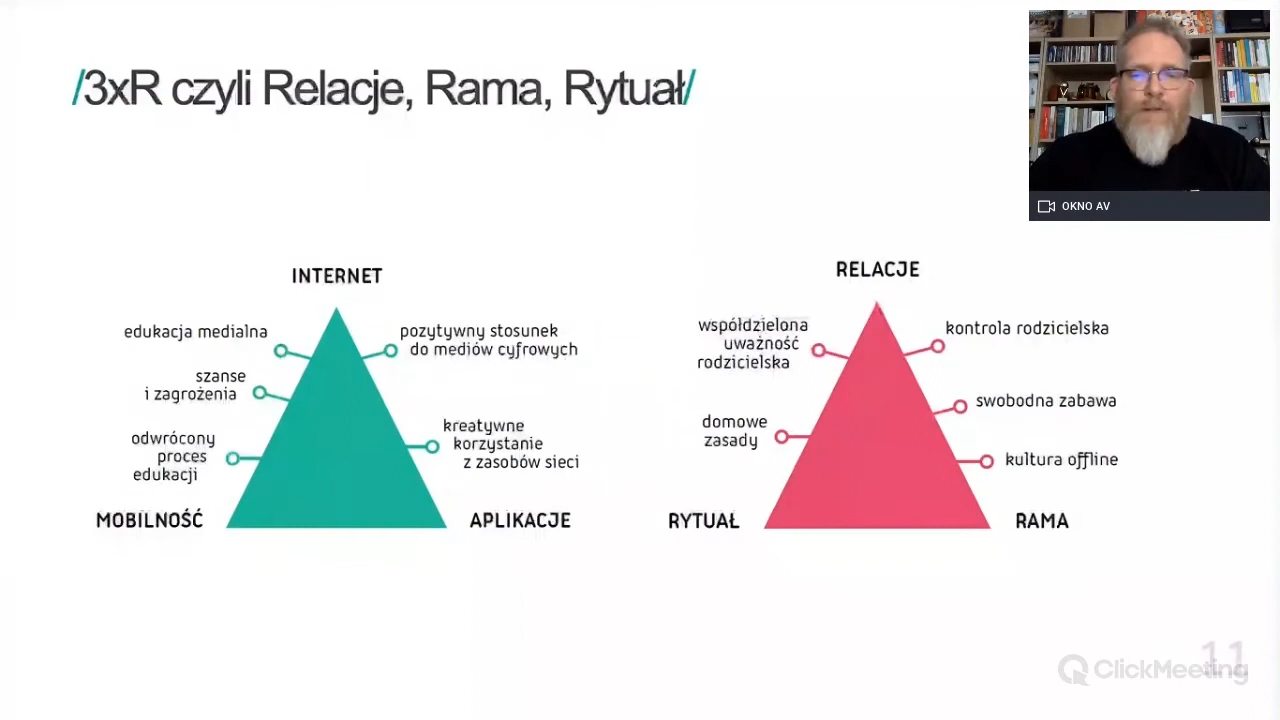 /3xR czyli Relacje, Rama, Rytuał/
OKNO AV
INTERNET
edukacja medialna
pozytywny stosunek
do mediów cyfrowych
szanse
i zagrożenia
kreatywne
korzystanie
z zasobów sieci
odwrócony
proces
edukacji
MOBILNOŚĆ
APLIKACJE
RELACJE
współdzielona
uważność
rodzicielska
kontrola rodzicielska
swobodna zabawa
domowe
zasady
kultura offline
RYTUAŁ
RAMA
11
ClickMeeting